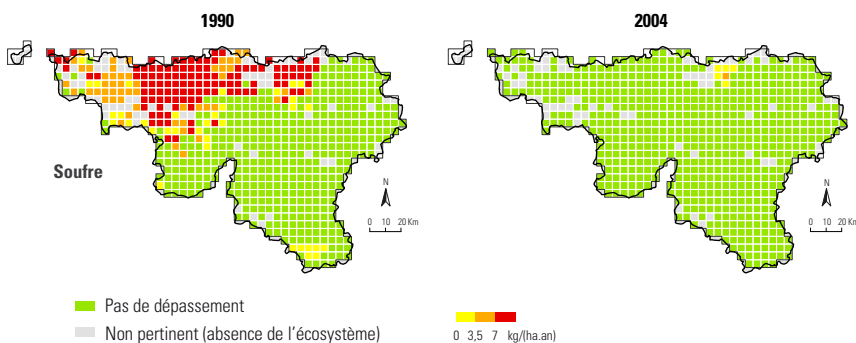 1990
2004
Soufre
N
0 10 20 Km
N
0 10 20 Km
Pas de dépassement
Non pertinent (absence de l'écosystème)
0 3,5 7 kg/(ha.an)